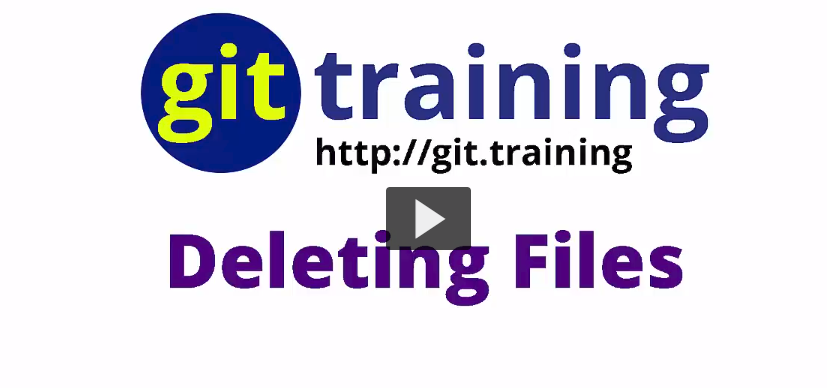 git training
http://git.training
Deleting Files